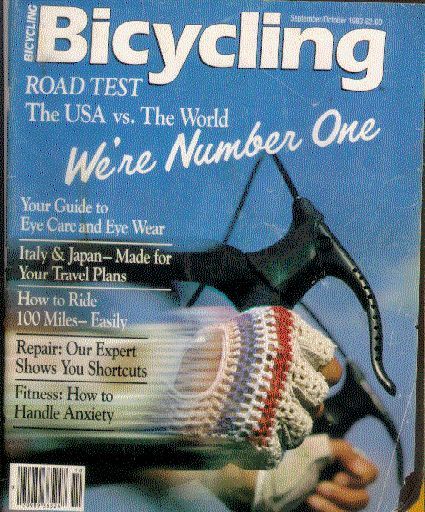 BICYCLING
Bicycling
September/October 1983 $2.00
ROAD TEST
The USA vs. The World
We're Number One
Your Guide to
Eye Care and Eye Wear
Italy & Japan—Made for
Your Travel Plans
How to Ride
100 Miles—Easily
Repair: Our Expert
Shows You Shortcuts
Fitness: How to
Handle Anxiety